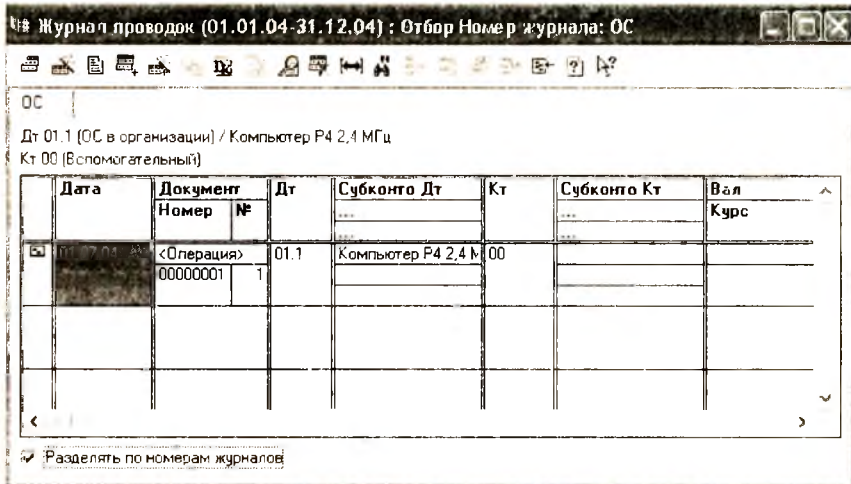 Журнал проводок (01.01.04-31.12.04) : Отбор Номер журнала: ОС
ОС
Дт 01.1 (ОС в организации) / Компьютер Р4 2,4 МГц
Кт 00 (Вспомогательный)
Дата Документ Дт Субконто Дт Кт Субконто Кт Вал
Номер № ... ... Курс
... ...
<Операция> 01.1 Компьютер Р4 2,4 М 00
00000001 1
Разделять по номерам журналов